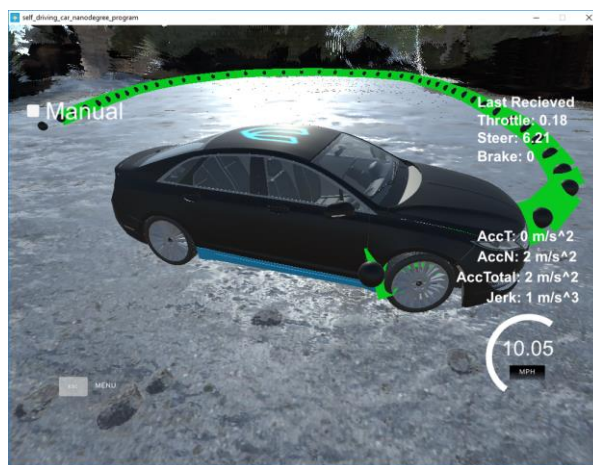 self_driving_car_nanodegree_program
Manual
Last Recieved
Throttle: 0.18
Steer: 6.21
Brake: 0
AccT: 0 m/s^2
AccN: 2 m/s^2
AccTotal: 2 m/s^2
Jerk: 1 m/s^3
10.05
MPH
MENU